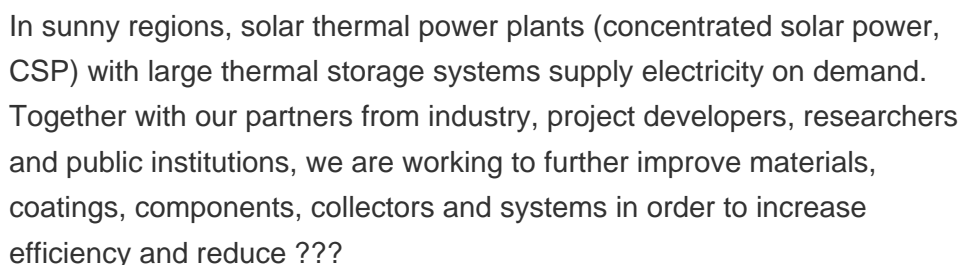 In sunny regions, solar thermal power plants (concentrated solar power,
CSP) with large thermal storage systems supply electricity on demand.
Together with our partners from industry, project developers, researchers
and public institutions, we are working to further improve materials,
coatings, components, collectors and systems in order to increase
efficiency and reduce ???